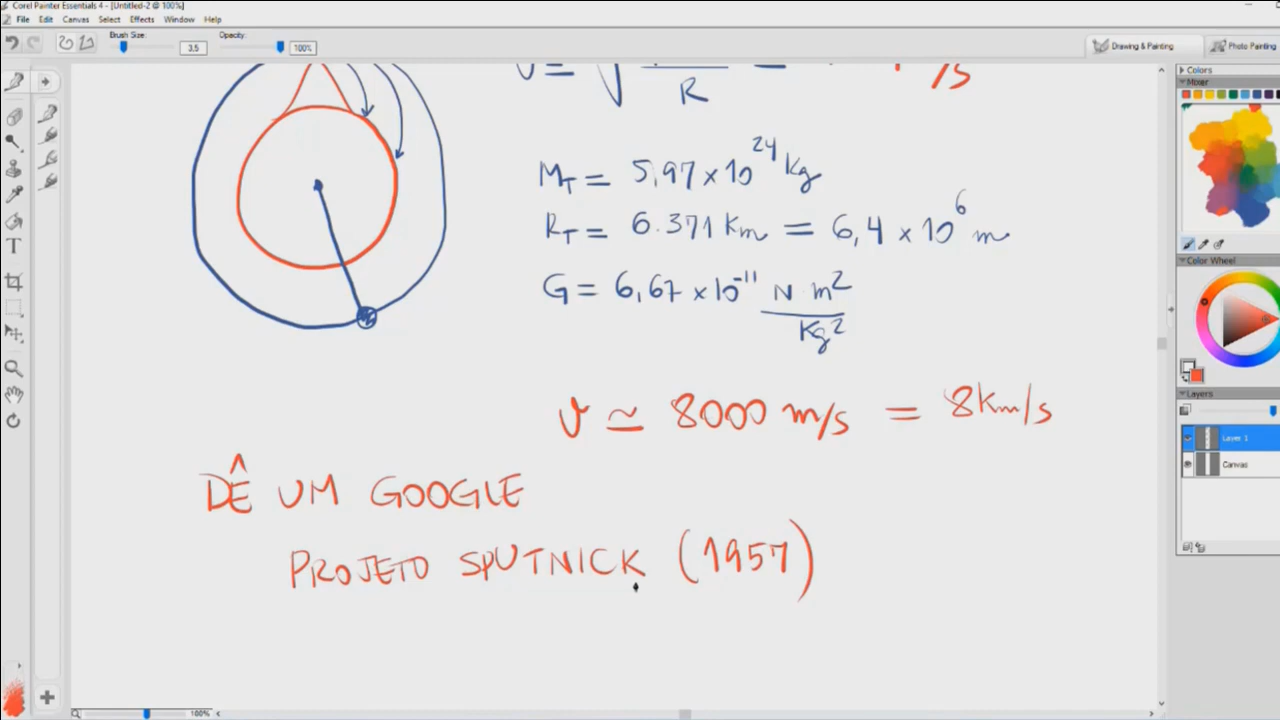 Corel Painter Essentials 4 - [Untitled-2 @ 100%]
File Edit Canvas Select Effects Window Help
Brush Size: 3.5 Opacity: 100%
Drawing & Painting Photo Painting
R
M_T = 5,97 × 10^24 Kg
R_T = 6.371 Km = 6,4 × 10^6 m
G = 6,67 × 10^-11 N m^2 / Kg^2
v ≃ 8000 m/s = 8 Km/s
DÊ UM GOOGLE
PROJETO SPUTNICK (1957)
Colors
Mixer
Color Wheel
Layers
Layer 1
Canvas
100%